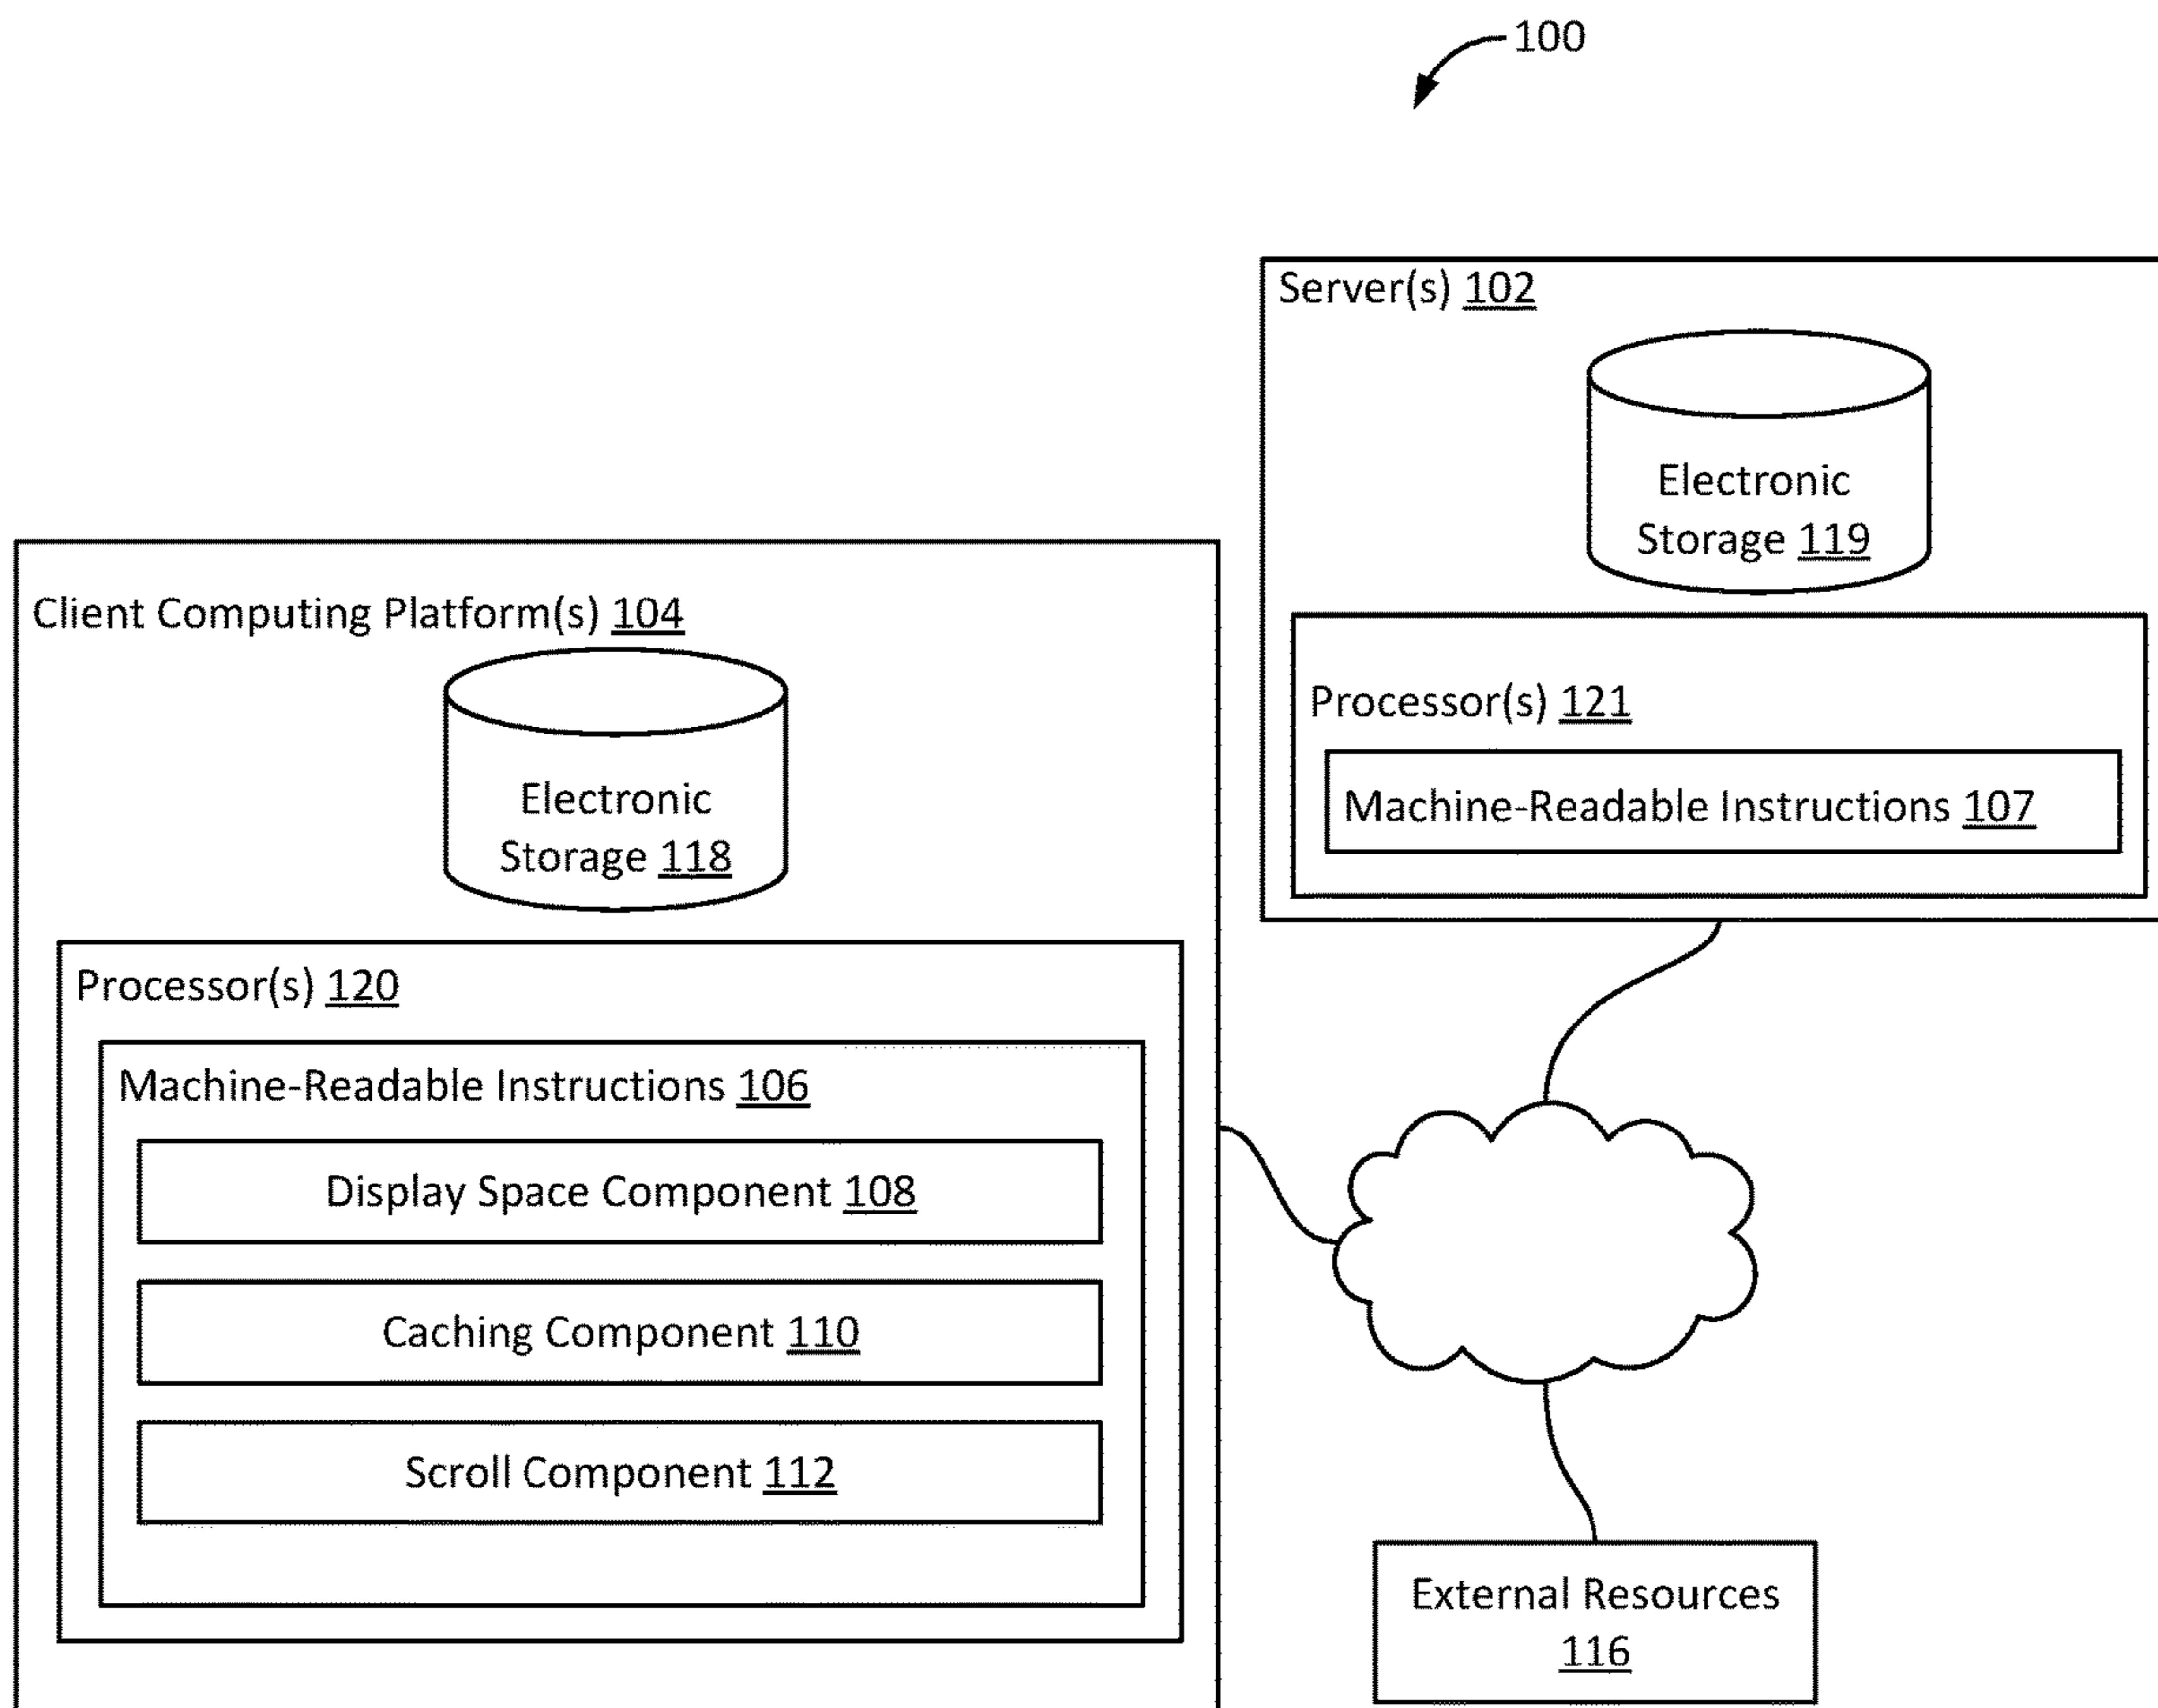 100
Server(s) 102
Electronic
Storage 119
Processor(s) 121
Machine-Readable Instructions 107
Client Computing Platform(s) 104
Electronic
Storage 118
Processor(s) 120
Machine-Readable Instructions 106
Display Space Component 108
Caching Component 110
Scroll Component 112
External Resources
116